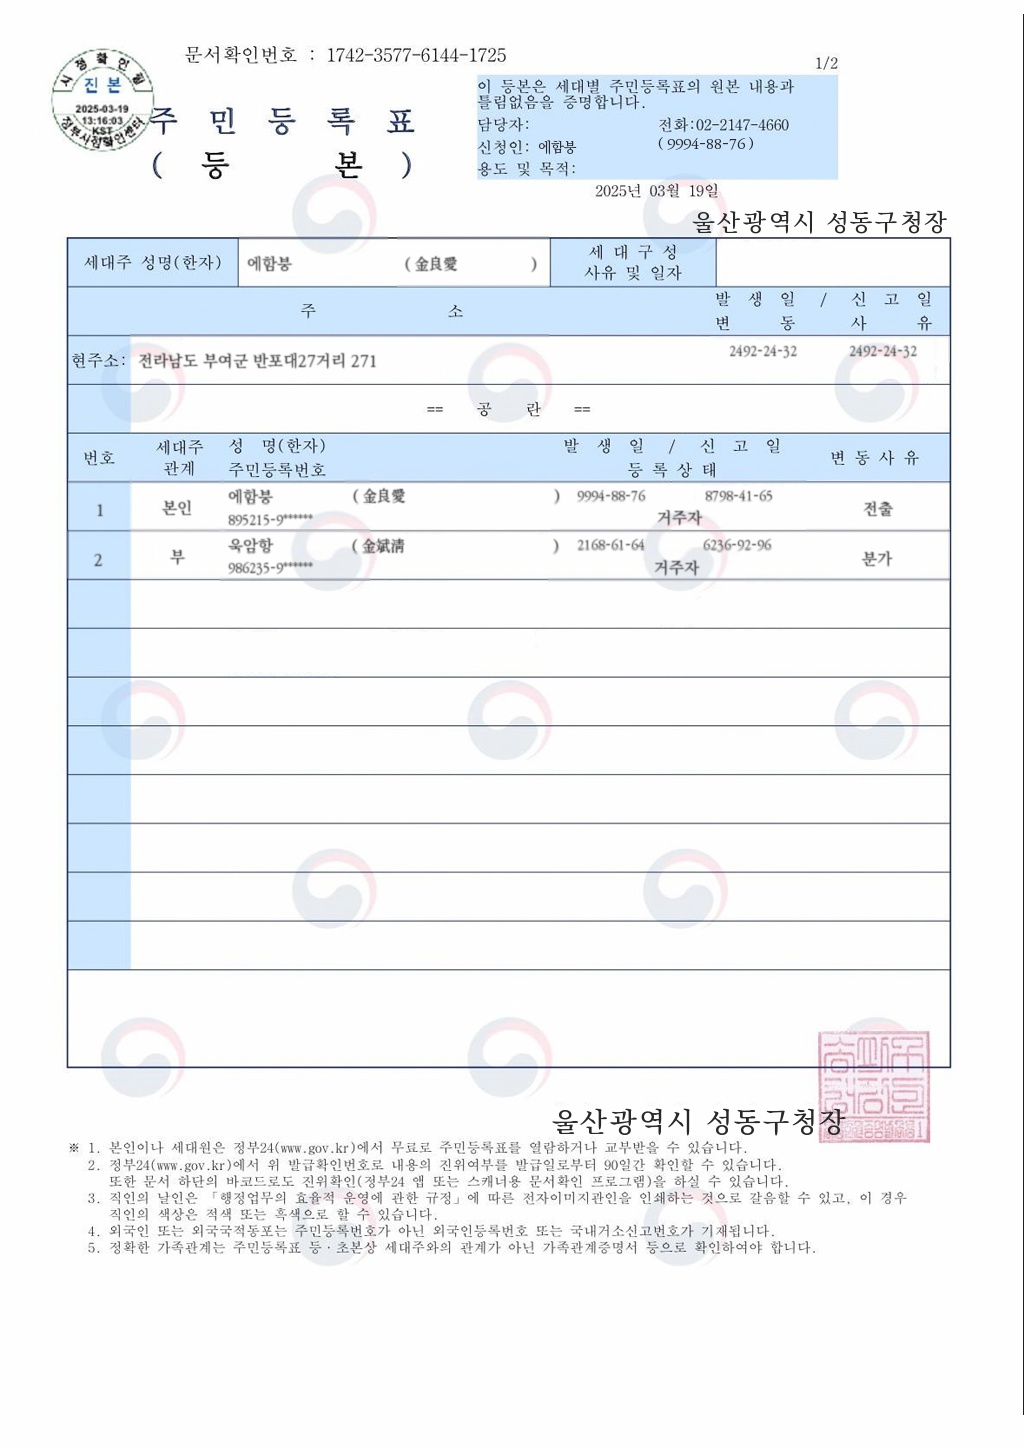 문서확인번호 : 1742-3577-6144-1725
1/2
시점확인필
진본
2025-03-19
13:16:03
KST
정부시점확인센터
주 민 등 록 표
( 등 본 )
이 등본은 세대별 주민등록표의 원본 내용과
틀림없음을 증명합니다.
담당자: 전화:02-2147-4660
신청인: 에함붕 (9994-88-76)
용도 및 목적:
2025년 03월 19일
울산광역시 성동구청장
세대주 성명(한자) 에함붕 (金良愛 ) 세 대 구 성
사유 및 일자
주 소 발 생 일 / 신 고 일
변 동 사 유
현주소: 전라남도 부여군 반포대27거리 271 2492-24-32 2492-24-32
== 공 란 ==
번호 세대주 관계 성 명(한자) 주민등록번호 발 생 일 / 신 고 일 등 록 상 태 변 동 사 유
1 본인 에함붕 (金良愛 ) 9994-88-76 8798-41-65 전출
895215-9****** 거주자
2 부 욱암항 (金斌淸 ) 2168-61-64 6236-92-96 분가
986235-9****** 거주자
울산광역시 성동구청장
※ 1. 본인이나 세대원은 정부24(www.gov.kr)에서 무료로 주민등록표를 열람하거나 교부받을 수 있습니다.
2. 정부24(www.gov.kr)에서 위 발급확인번호로 내용의 진위여부를 발급일로부터 90일간 확인할 수 있습니다.
또한 문서 하단의 바코드로도 진위확인(정부24 앱 또는 스캐너용 문서확인 프로그램)을 하실 수 있습니다.
3. 직인의 날인은 「행정업무의 효율적 운영에 관한 규정」에 따른 전자이미지관인을 인쇄하는 것으로 갈음할 수 있고, 이 경우
직인의 색상은 적색 또는 흑색으로 할 수 있습니다.
4. 외국인 또는 외국국적동포는 주민등록번호가 아닌 외국인등록번호 또는 국내거소신고번호가 기재됩니다.
5. 정확한 가족관계는 주민등록표 등·초본상 세대주와의 관계가 아닌 가족관계증명서 등으로 확인하여야 합니다.